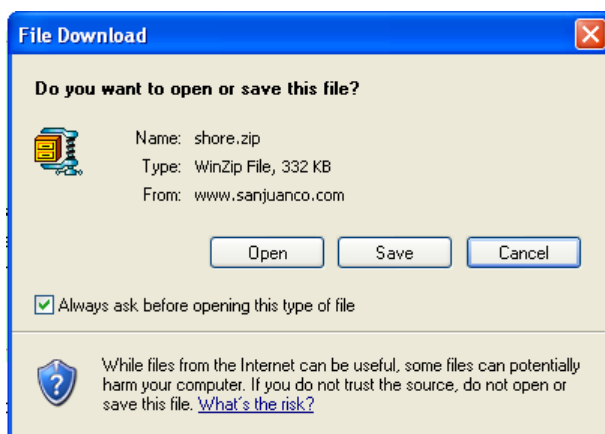 File Download
Do you want to open or save this file?
Name: shore.zip
Type: WinZip File, 332 KB
From: www.sanjuanco.com
Open Save Cancel
Always ask before opening this type of file
While files from the Internet can be useful, some files can potentially
harm your computer. If you do not trust the source, do not open or
save this file. What's the risk?